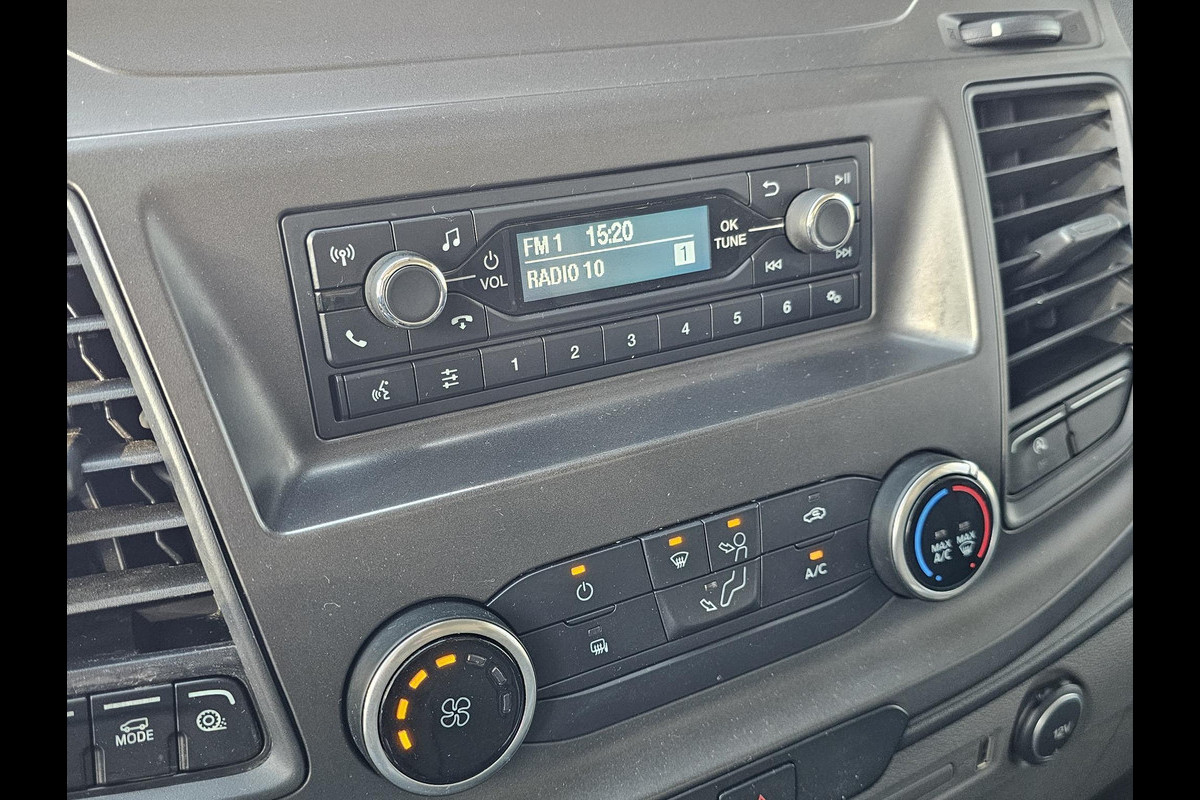 FM 1 15:20
RADIO 10
1
VOL
OK
TUNE
1 2 3 4 5 6
A/C
MAX
A/C
MAX
MODE
12V